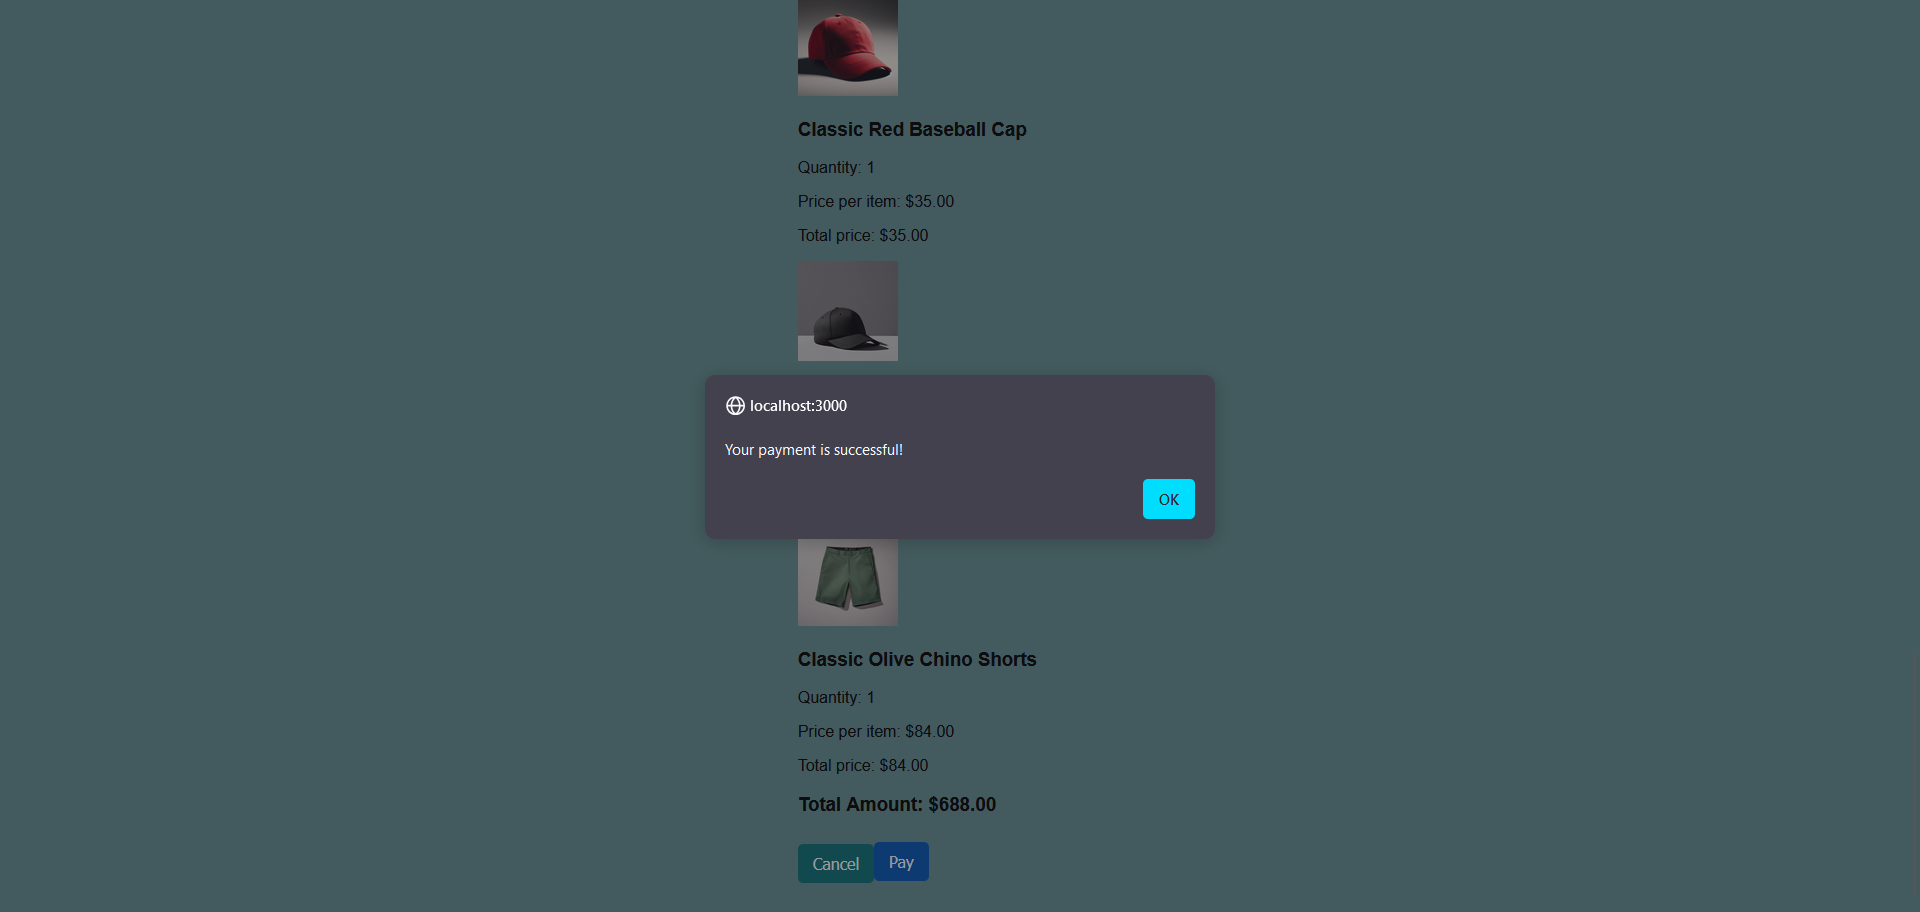 Classic Red Baseball Cap
Quantity: 1
Price per item: $35.00
Total price: $35.00
localhost:3000
Your payment is successful!
OK
Classic Olive Chino Shorts
Quantity: 1
Price per item: $84.00
Total price: $84.00
Total Amount: $688.00
Cancel
Pay